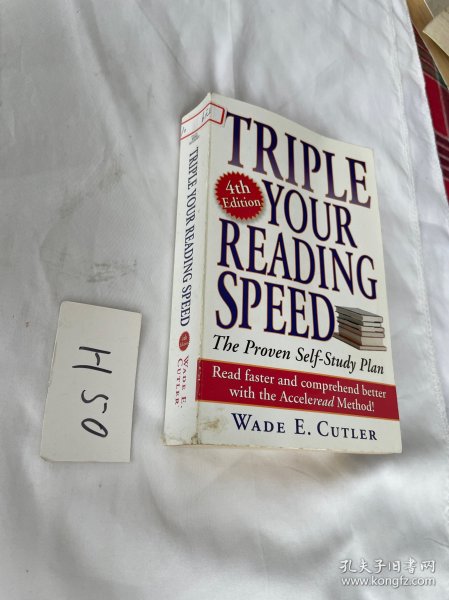 TRIPLE
YOUR
READING
SPEED
4th
Edition
The Proven Self-Study Plan
Read faster and comprehend better
with the Acceleread Method!
WADE E. CUTLER
TRIPLE YOUR READING SPEED
WADE E.
CUTLER
H50
孔夫子旧书网
www.kongfz.com